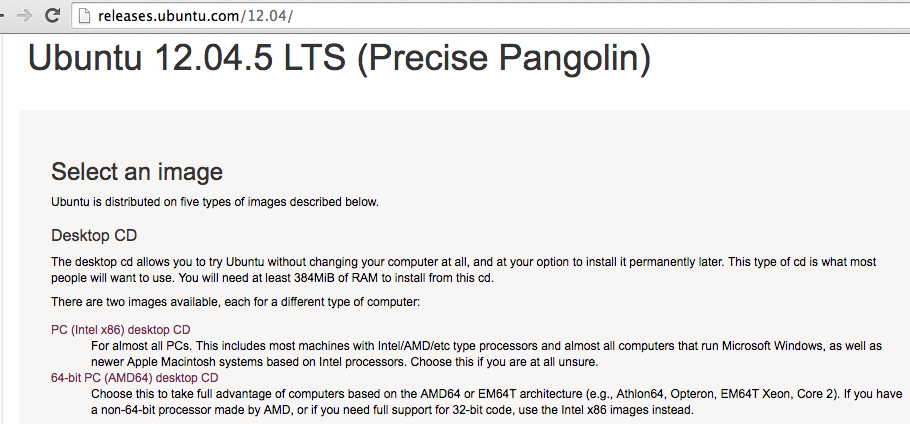 releases.ubuntu.com/12.04/
Ubuntu 12.04.5 LTS (Precise Pangolin)
Select an image
Ubuntu is distributed on five types of images described below.
Desktop CD
The desktop cd allows you to try Ubuntu without changing your computer at all, and at your option to install it permanently later. This type of cd is what most
people will want to use. You will need at least 384MiB of RAM to install from this cd.
There are two images available, each for a different type of computer:
PC (Intel x86) desktop CD
For almost all PCs. This includes most machines with Intel/AMD/etc type processors and almost all computers that run Microsoft Windows, as well as
newer Apple Macintosh systems based on Intel processors. Choose this if you are at all unsure.
64-bit PC (AMD64) desktop CD
Choose this to take full advantage of computers based on the AMD64 or EM64T architecture (e.g., Athlon64, Opteron, EM64T Xeon, Core 2). If you have
a non-64-bit processor made by AMD, or if you need full support for 32-bit code, use the Intel x86 images instead.